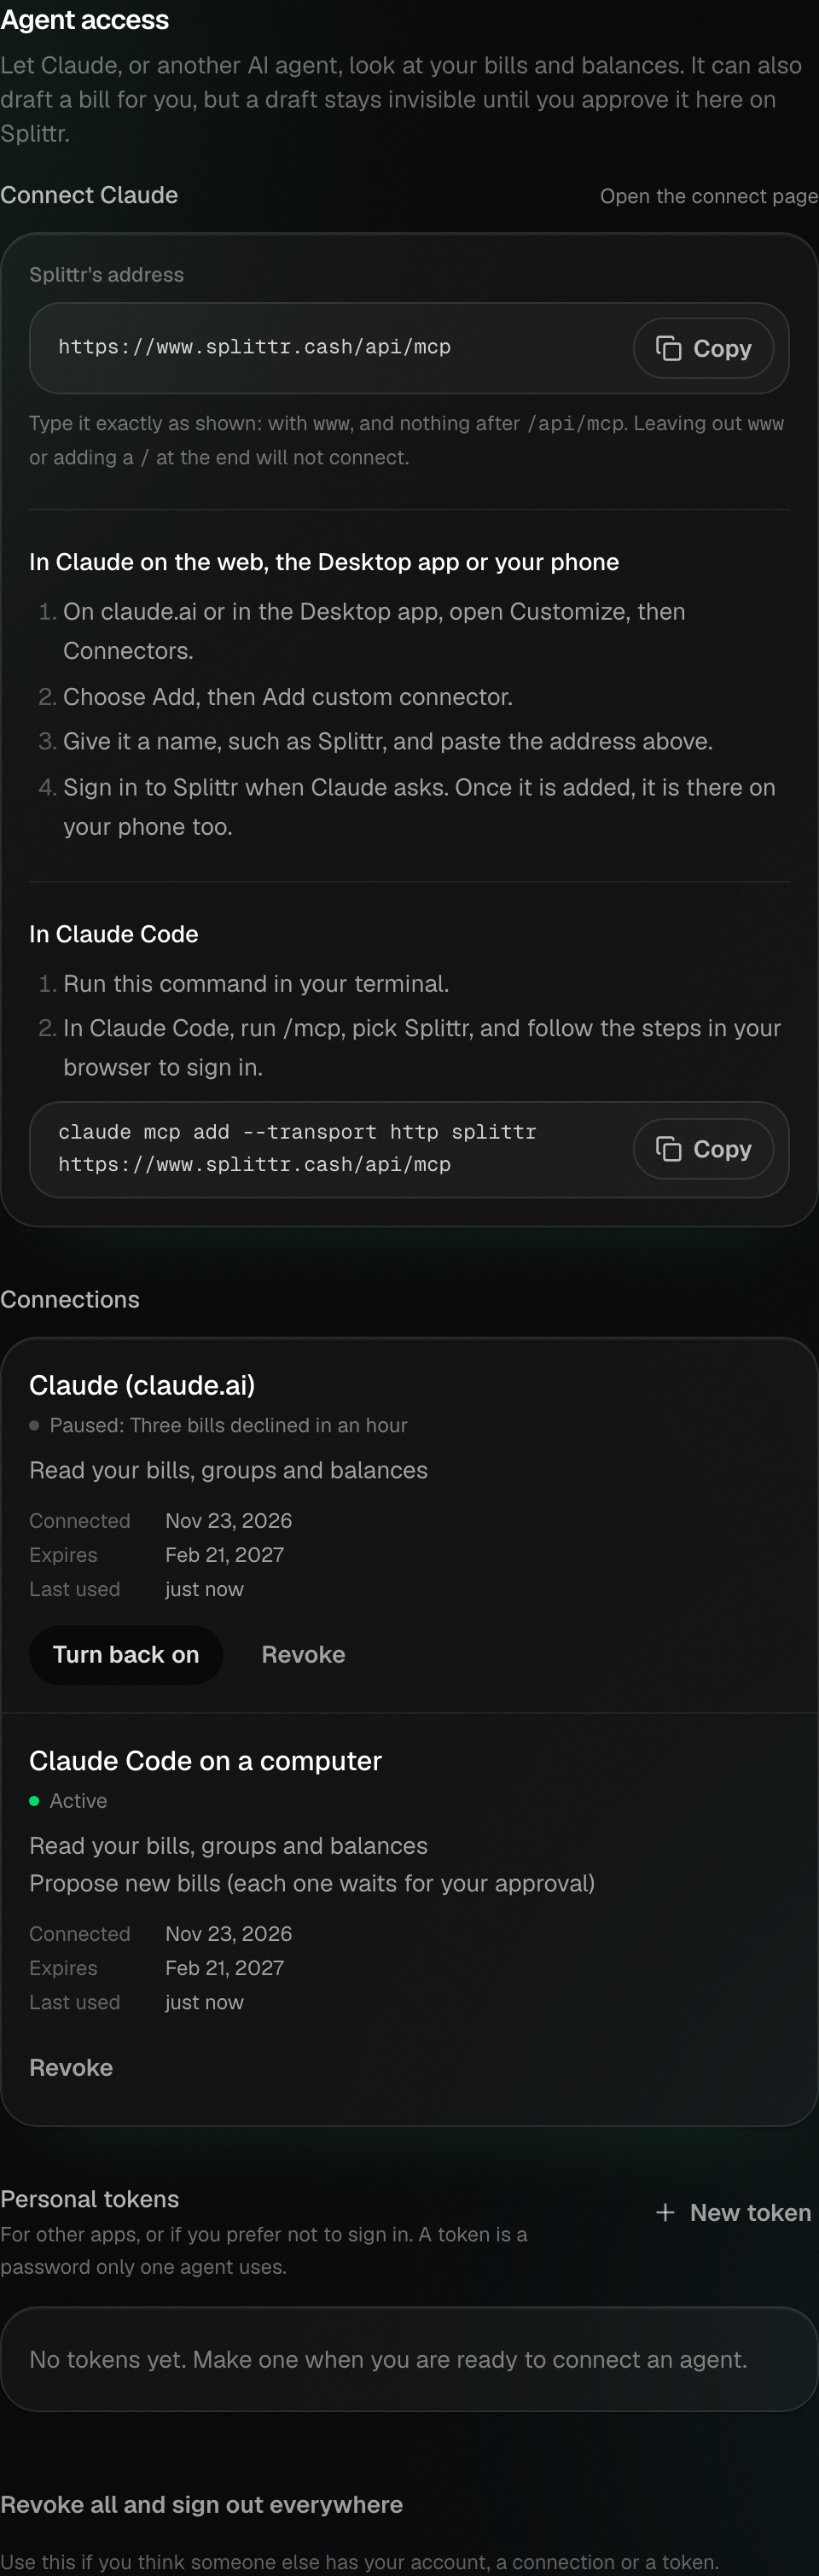 Agent access
Let Claude, or another AI agent, look at your bills and balances. It can also
draft a bill for you, but a draft stays invisible until you approve it here on
Splittr.
Connect Claude
Open the connect page
Splittr's address
https://www.splittr.cash/api/mcp
Copy
Type it exactly as shown: with www, and nothing after /api/mcp. Leaving out www
or adding a / at the end will not connect.
In Claude on the web, the Desktop app or your phone
1. On claude.ai or in the Desktop app, open Customize, then
Connectors.
2. Choose Add, then Add custom connector.
3. Give it a name, such as Splittr, and paste the address above.
4. Sign in to Splittr when Claude asks. Once it is added, it is there on
your phone too.
In Claude Code
1. Run this command in your terminal.
2. In Claude Code, run /mcp, pick Splittr, and follow the steps in your
browser to sign in.
claude mcp add --transport http splittr
https://www.splittr.cash/api/mcp
Copy
Connections
Claude (claude.ai)
Paused: Three bills declined in an hour
Read your bills, groups and balances
Connected Nov 23, 2026
Expires Feb 21, 2027
Last used just now
Turn back on
Revoke
Claude Code on a computer
Active
Read your bills, groups and balances
Propose new bills (each one waits for your approval)
Connected Nov 23, 2026
Expires Feb 21, 2027
Last used just now
Revoke
Personal tokens
For other apps, or if you prefer not to sign in. A token is a
password only one agent uses.
New token
No tokens yet. Make one when you are ready to connect an agent.
Revoke all and sign out everywhere
Use this if you think someone else has your account, a connection or a token.